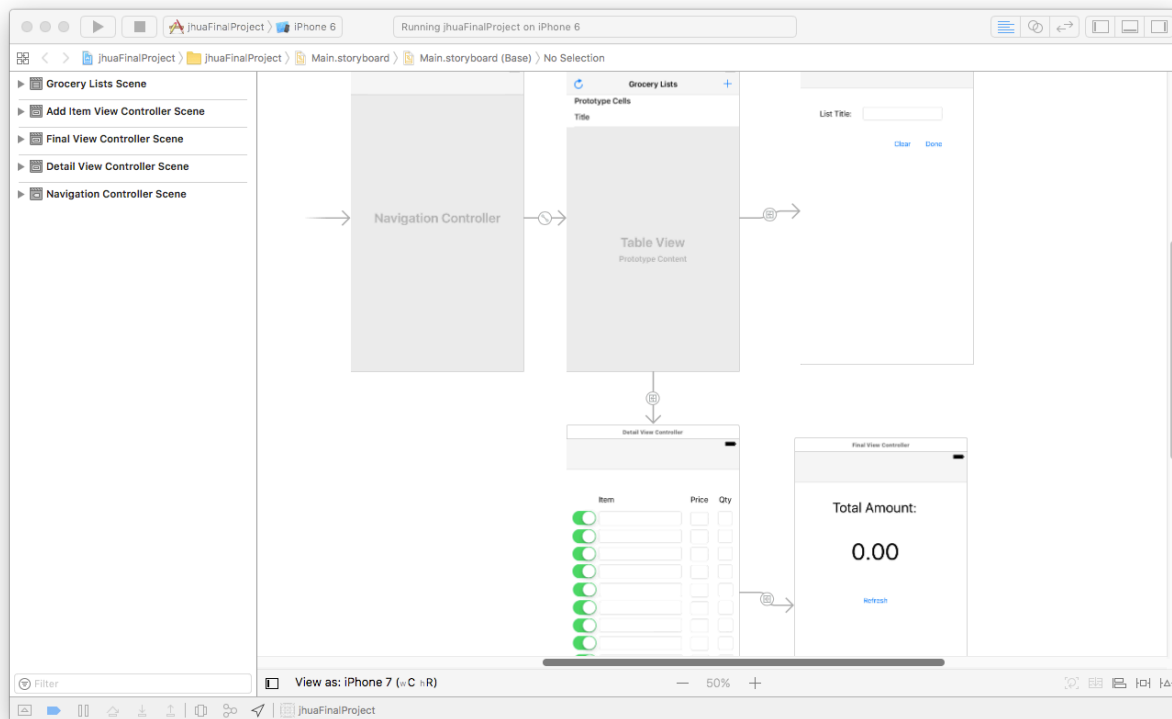 jhuaFinalProject iPhone 6
Running jhuaFinalProject on iPhone 6
jhuaFinalProject jhuaFinalProject Main.storyboard Main.storyboard (Base) No Selection
Grocery Lists Scene
Add Item View Controller Scene
Final View Controller Scene
Detail View Controller Scene
Navigation Controller Scene
Navigation Controller
Grocery Lists +
Prototype Cells
Title
Table View
Prototype Content
List Title:
Clear Done
Detail View Controller
Item Price Qty
Final View Controller
Total Amount:
0.00
Refresh
Filter
View as: iPhone 7 (wC hR)
— 50% +
jhuaFinalProject